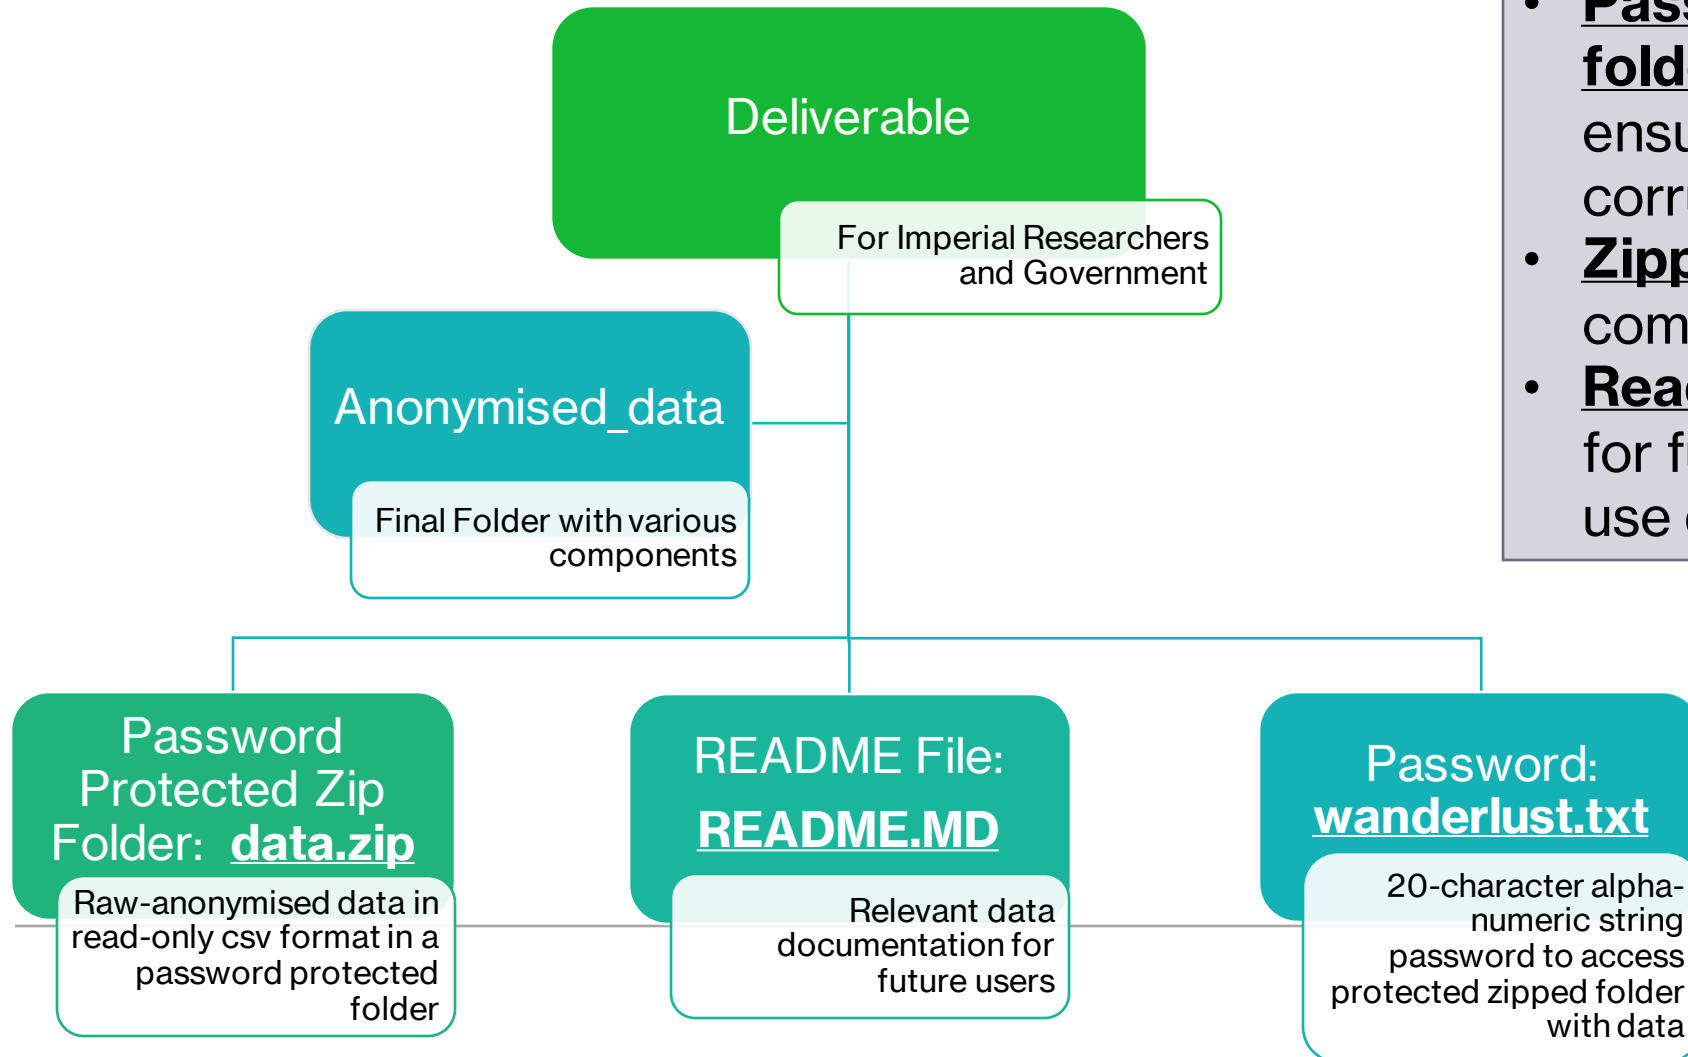 Deliverable
For Imperial Researchers
and Government
Anonymised_data
Final Folder with various
components
Password
Protected Zip
Folder: data.zip
Raw-anonymised data in
read-only csv format in a
password protected
folder
README File:
README.MD
Relevant data
documentation for
future users
Password:
wanderlust.txt
20-character alpha-
numeric string
password to access
protected zipped folder
with data
• Pass
fold
ensu
corr
• Zipp
com
• Read
for f
use